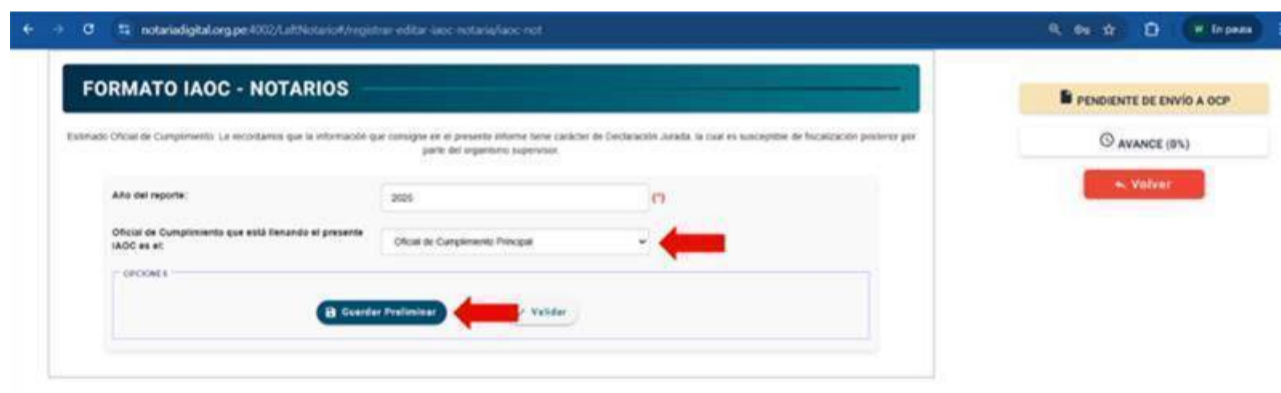 notariadigital.org.pe:4002/LaftNotario#/registrar-editar-iaoc-notaria/iaoc-not
En pausa
FORMATO IAOC - NOTARIOS
Estimado Oficial de Cumplimiento: Le recordamos que la información que consigne en el presente informe tiene carácter de Declaración Jurada, la cual es susceptible de fiscalización posterior por
parte del organismo supervisor.
Año del reporte:
2025
(*)
Oficial de Cumplimiento que está llenando el presente
IAOC es el:
Oficial de Cumplimiento Principal
OPCIONES
Guardar Preliminar
Validar
PENDIENTE DE ENVÍO A OCP
AVANCE (0%)
Volver